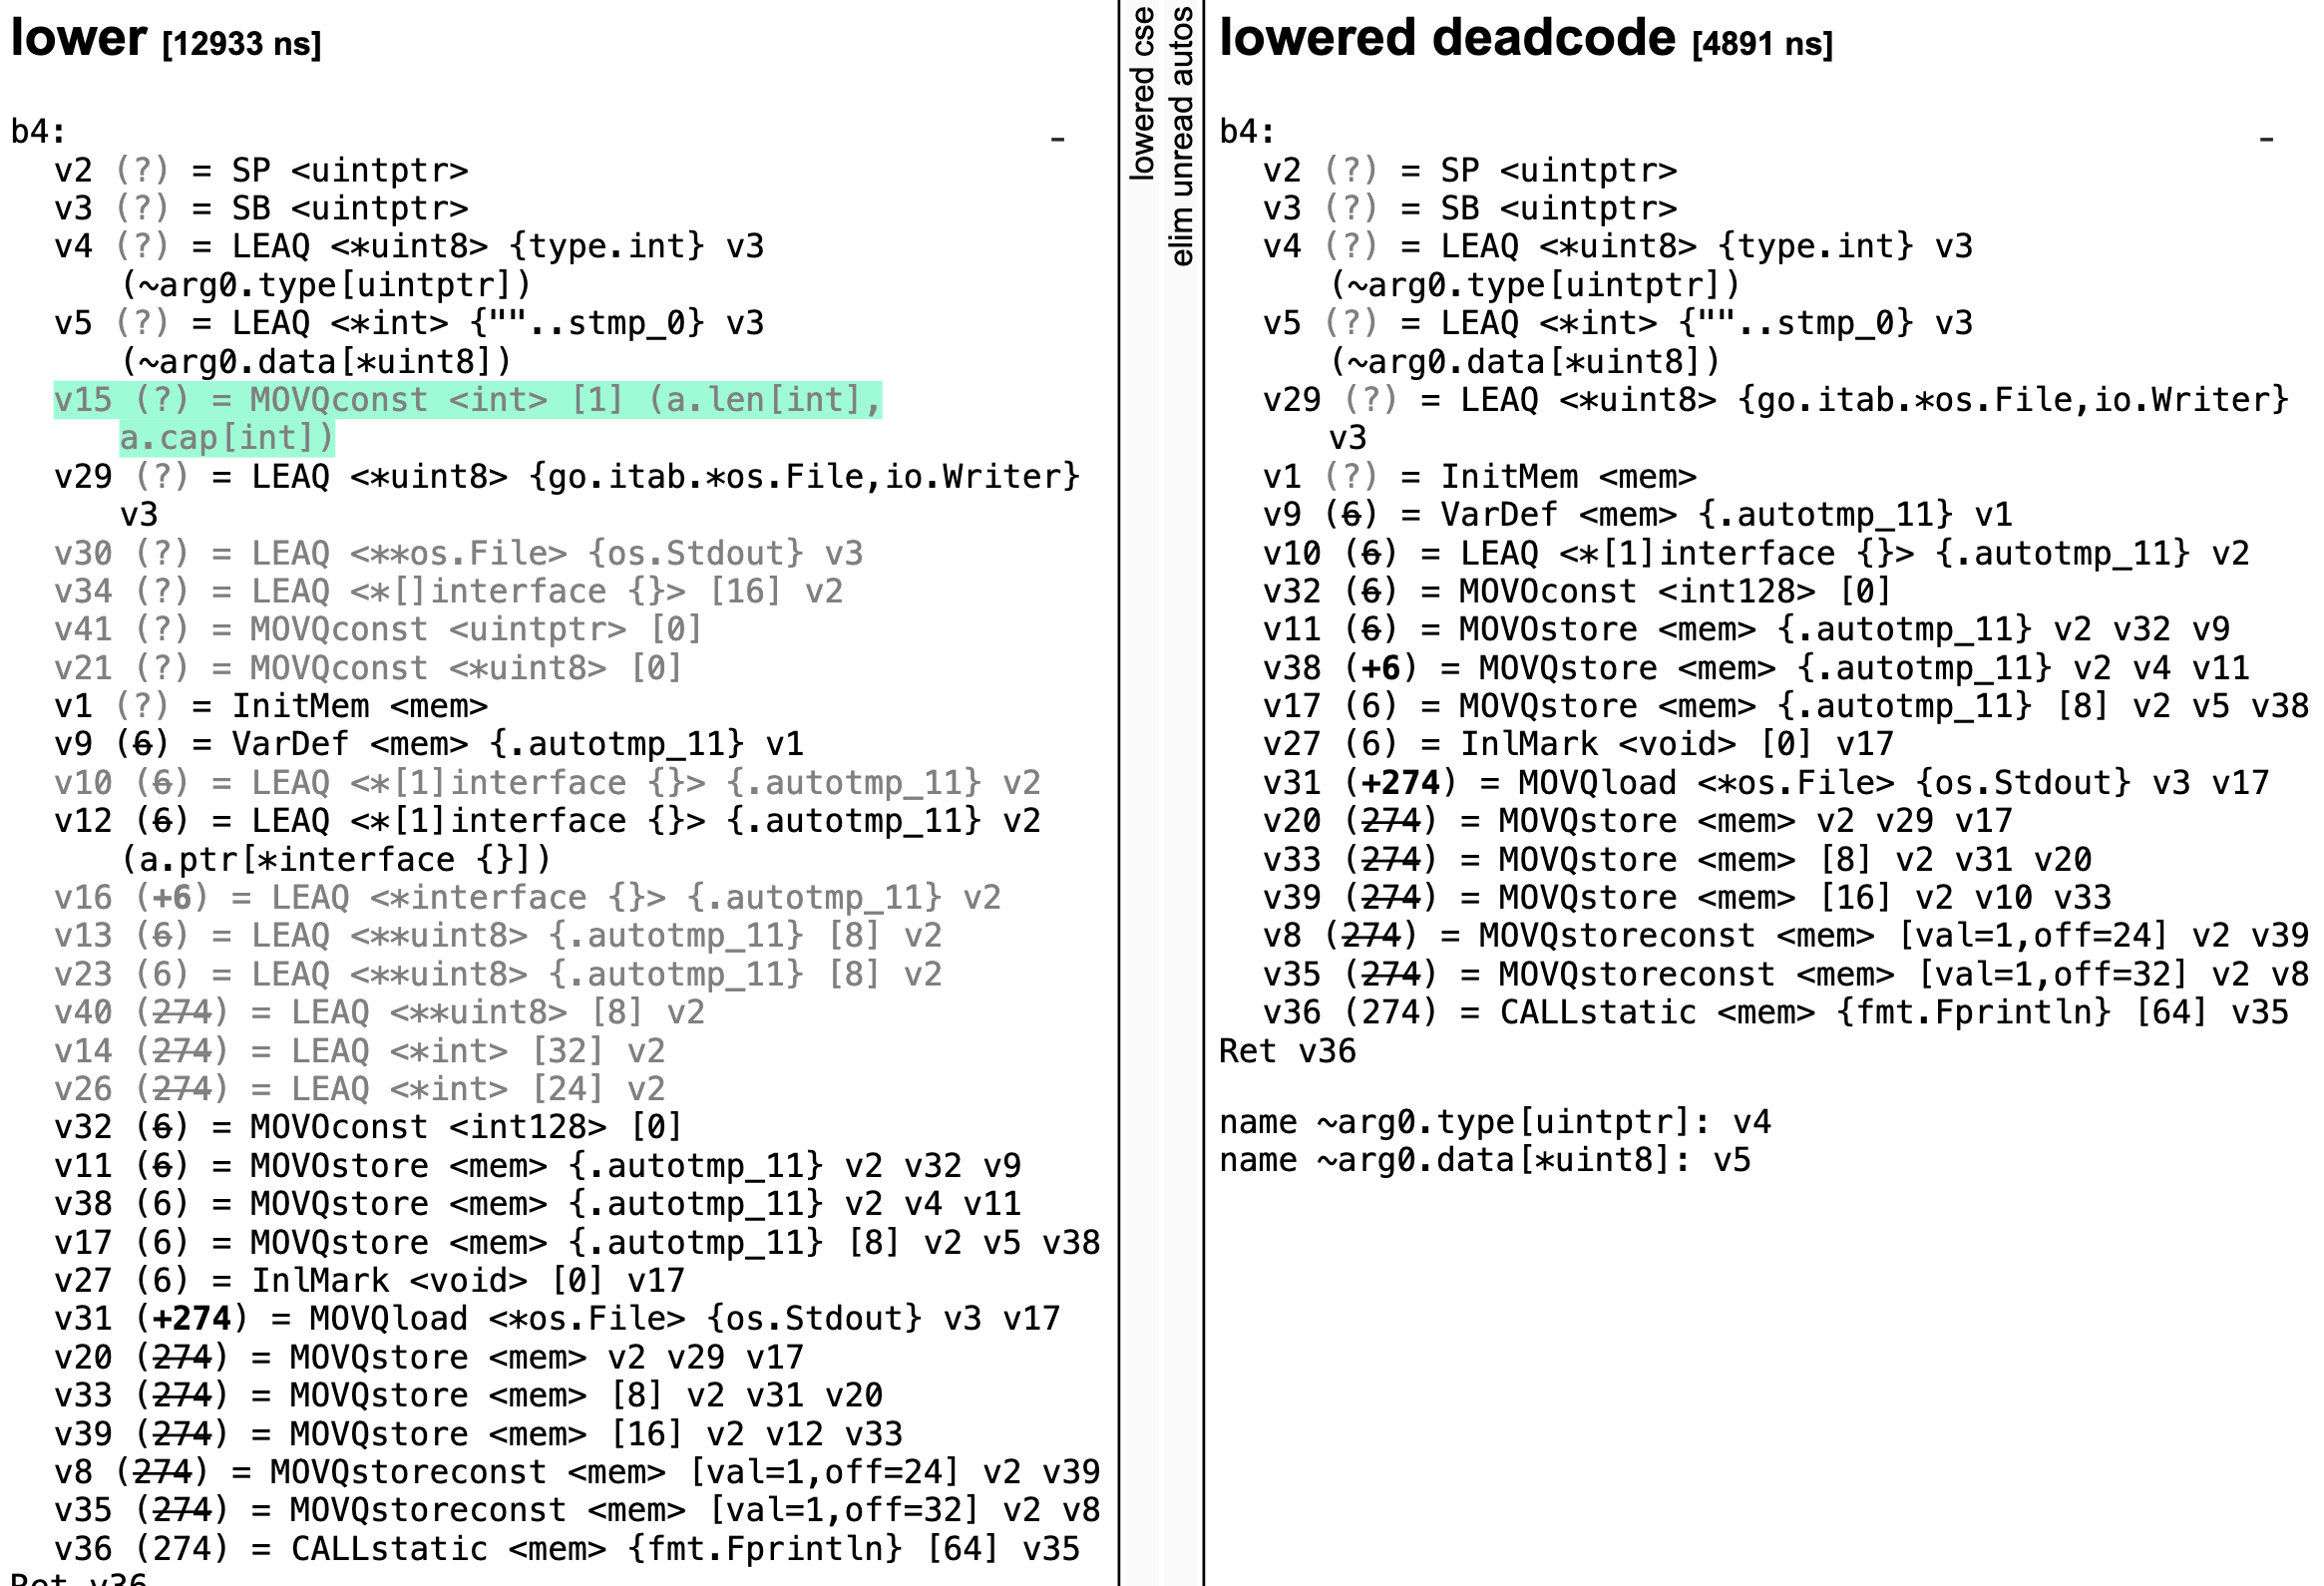 lower [12933 ns]
b4:
-
v2 (?) = SP <uintptr>
v3 (?) = SB <uintptr>
v4 (?) = LEAQ <*uint8> {type.int} v3
(~arg0.type[uintptr])
v5 (?) = LEAQ <*int> {""..stmp_0} v3
(~arg0.data[*uint8])
v15 (?) = MOVQconst <int> [1] (a.len[int],
a.cap[int])
v29 (?) = LEAQ <*uint8> {go.itab.*os.File,io.Writer}
v3
v30 (?) = LEAQ <**os.File> {os.Stdout} v3
v34 (?) = LEAQ <*[]interface {}> [16] v2
v41 (?) = MOVQconst <uintptr> [0]
v21 (?) = MOVQconst <*uint8> [0]
v1 (?) = InitMem <mem>
v9 (6) = VarDef <mem> {.autotmp_11} v1
v10 (6) = LEAQ <*[1]interface {}> {.autotmp_11} v2
v12 (6) = LEAQ <*[1]interface {}> {.autotmp_11} v2
(a.ptr[*interface {}])
v16 (+6) = LEAQ <*interface {}> {.autotmp_11} v2
v13 (6) = LEAQ <**uint8> {.autotmp_11} [8] v2
v23 (6) = LEAQ <**uint8> {.autotmp_11} [8] v2
v40 (274) = LEAQ <**uint8> [8] v2
v14 (274) = LEAQ <*int> [32] v2
v26 (274) = LEAQ <*int> [24] v2
v32 (6) = MOVOconst <int128> [0]
v11 (6) = MOVOstore <mem> {.autotmp_11} v2 v32 v9
v38 (6) = MOVQstore <mem> {.autotmp_11} v2 v4 v11
v17 (6) = MOVQstore <mem> {.autotmp_11} [8] v2 v5 v38
v27 (6) = InlMark <void> [0] v17
v31 (+274) = MOVQload <*os.File> {os.Stdout} v3 v17
v20 (274) = MOVQstore <mem> v2 v29 v17
v33 (274) = MOVQstore <mem> [8] v2 v31 v20
v39 (274) = MOVQstore <mem> [16] v2 v12 v33
v8 (274) = MOVQstoreconst <mem> [val=1,off=24] v2 v39
v35 (274) = MOVQstoreconst <mem> [val=1,off=32] v2 v8
v36 (274) = CALLstatic <mem> {fmt.Fprintln} [64] v35
Ret v36
lowered cse
elim unread autos
lowered deadcode [4891 ns]
b4:
-
v2 (?) = SP <uintptr>
v3 (?) = SB <uintptr>
v4 (?) = LEAQ <*uint8> {type.int} v3
(~arg0.type[uintptr])
v5 (?) = LEAQ <*int> {""..stmp_0} v3
(~arg0.data[*uint8])
v29 (?) = LEAQ <*uint8> {go.itab.*os.File,io.Writer}
v3
v1 (?) = InitMem <mem>
v9 (6) = VarDef <mem> {.autotmp_11} v1
v10 (6) = LEAQ <*[1]interface {}> {.autotmp_11} v2
v32 (6) = MOVOconst <int128> [0]
v11 (6) = MOVOstore <mem> {.autotmp_11} v2 v32 v9
v38 (+6) = MOVQstore <mem> {.autotmp_11} v2 v4 v11
v17 (6) = MOVQstore <mem> {.autotmp_11} [8] v2 v5 v38
v27 (6) = InlMark <void> [0] v17
v31 (+274) = MOVQload <*os.File> {os.Stdout} v3 v17
v20 (274) = MOVQstore <mem> v2 v29 v17
v33 (274) = MOVQstore <mem> [8] v2 v31 v20
v39 (274) = MOVQstore <mem> [16] v2 v10 v33
v8 (274) = MOVQstoreconst <mem> [val=1,off=24] v2 v39
v35 (274) = MOVQstoreconst <mem> [val=1,off=32] v2 v8
v36 (274) = CALLstatic <mem> {fmt.Fprintln} [64] v35
Ret v36
name ~arg0.type[uintptr]: v4
name ~arg0.data[*uint8]: v5